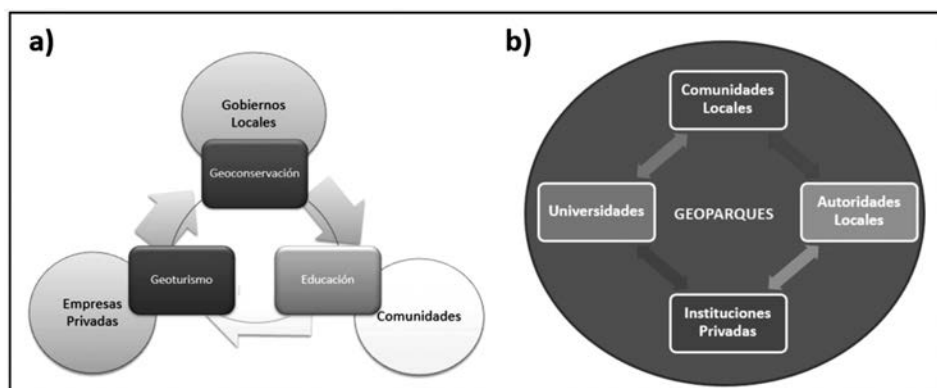 a)
Gobiernos
Locales
Geoconservación
Geoturismo
Educación
Empresas
Privadas
Comunidades
b)
Comunidades
Locales
Universidades
GEOPARQUES
Autoridades
Locales
Instituciones
Privadas